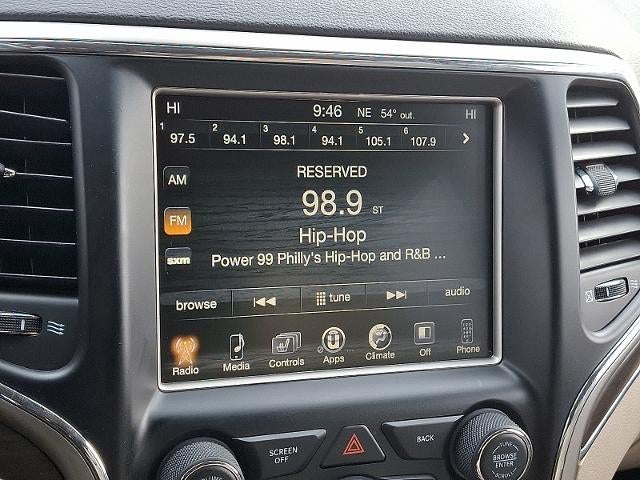 HI 9:46 NE 54° out. HI
1 2 3 4 5 6
97.5 94.1 98.1 94.1 105.1 107.9
AM
RESERVED
98.9 ST
FM
Hip-Hop
sxm
Power 99 Philly's Hip-Hop and R&B ...
browse tune audio
Radio Media Controls Apps Climate Off Phone
SCREEN OFF
BACK
TUNE
BROWSE
ENTER
VOLUME